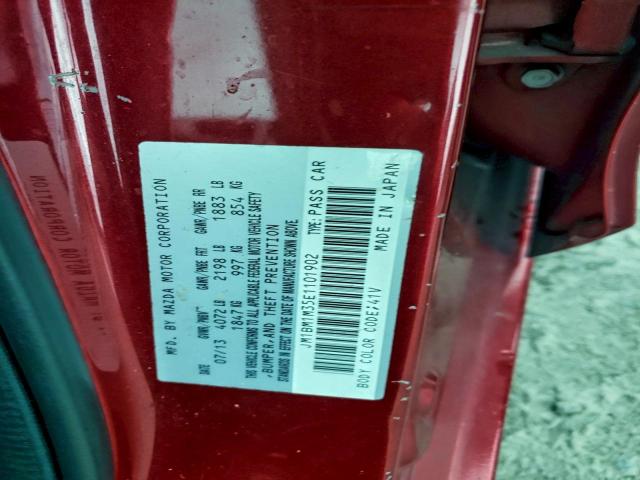 MFD. BY MAZDA MOTOR CORPORATION
DATE GVWR/PNBV GAWR/PNBE FRT GAWR/PNBE RR
07/13 4072 LB 2198 LB 1883 LB
1847 KG 997 KG 854 KG
THIS VEHICLE CONFORMS TO ALL APPLICABLE FEDERAL MOTOR VEHICLE SAFETY
, BUMPER, AND THEFT PREVENTION
STANDARDS IN EFFECT ON THE DATE OF MANUFACTURE SHOWN ABOVE.
JM1BM1M35E1101902 TYPE: PASS CAR
BODY COLOR CODE:41V MADE IN JAPAN